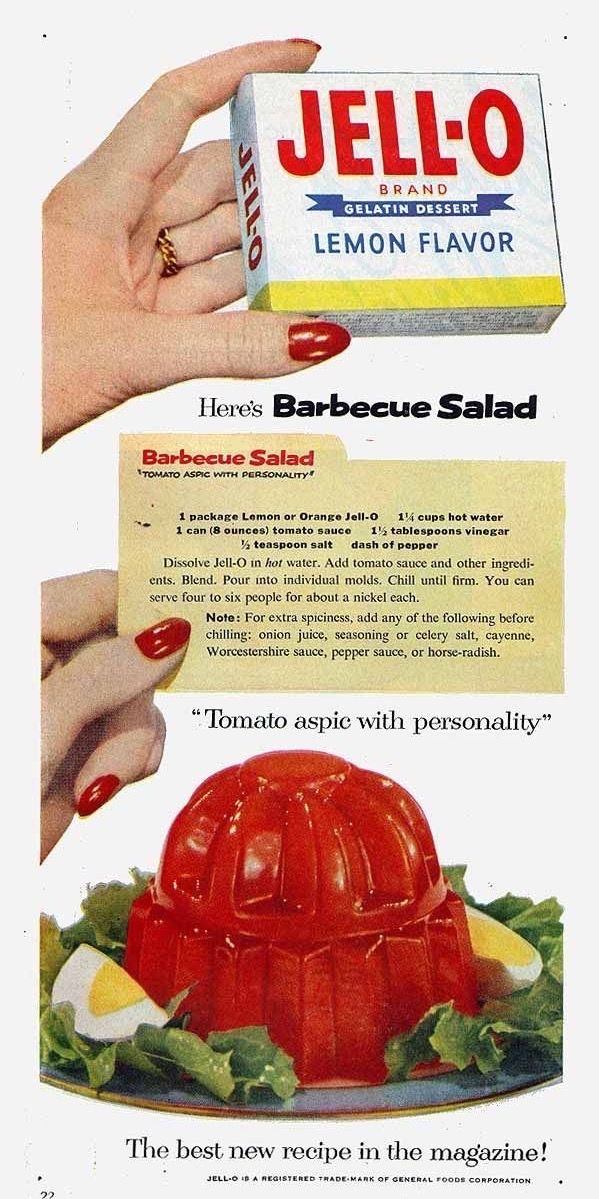 JELL-O
JELL-O
BRAND
GELATIN DESSERT
LEMON FLAVOR
Here's Barbecue Salad
Barbecue Salad
"TOMATO ASPIC WITH PERSONALITY"
1 package Lemon or Orange Jell-O 1¼ cups hot water
1 can (8 ounces) tomato sauce 1½ tablespoons vinegar
½ teaspoon salt dash of pepper
Dissolve Jell-O in hot water. Add tomato sauce and other ingredi-
ents. Blend. Pour into individual molds. Chill until firm. You can
serve four to six people for about a nickel each.
Note: For extra spiciness, add any of the following before
chilling: onion juice, seasoning or celery salt, cayenne,
Worcestershire sauce, pepper sauce, or horse-radish.
"Tomato aspic with personality"
The best new recipe in the magazine!
JELL-O IS A REGISTERED TRADE-MARK OF GENERAL FOODS CORPORATION
22